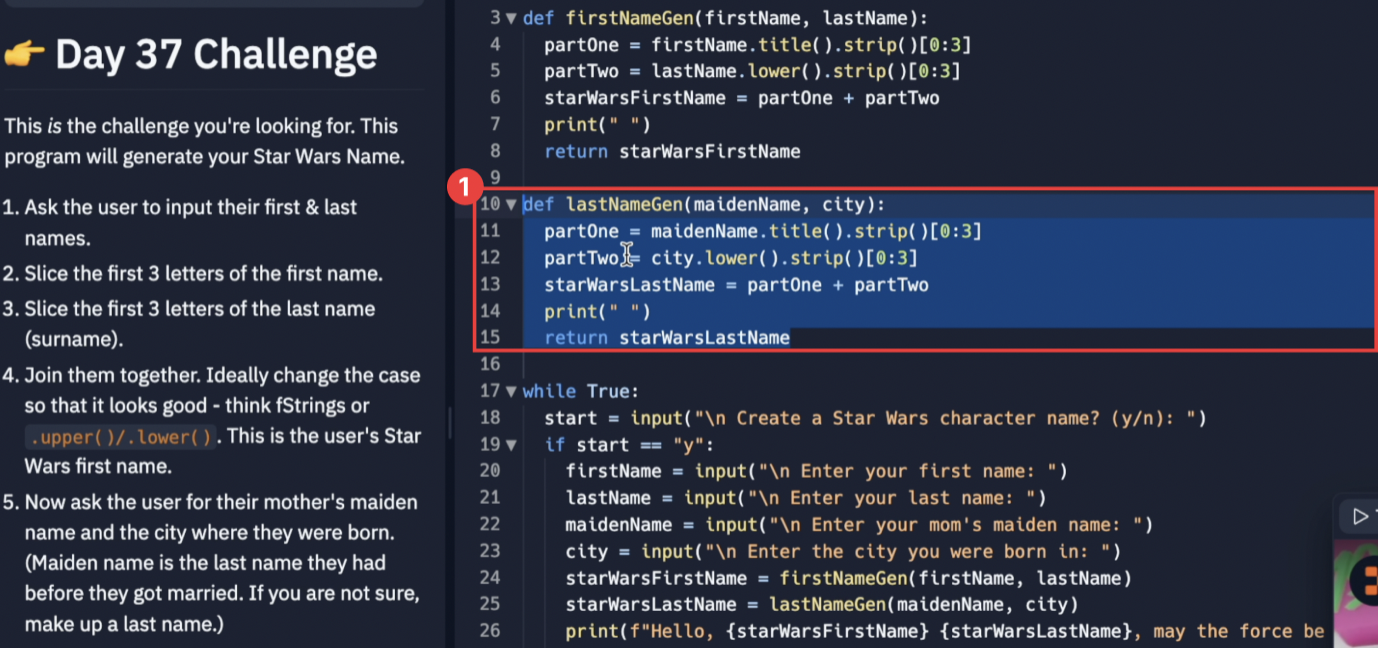 👉 Day 37 Challenge
This is the challenge you're looking for. This
program will generate your Star Wars Name.
1. Ask the user to input their first & last
names.
2. Slice the first 3 letters of the first name.
3. Slice the first 3 letters of the last name
(surname).
4. Join them together. Ideally change the case
so that it looks good - think fStrings or
.upper()/.lower(). This is the user's Star
Wars first name.
5. Now ask the user for their mother's maiden
name and the city where they were born.
(Maiden name is the last name they had
before they got married. If you are not sure,
make up a last name.)
3 def firstNameGen(firstName, lastName):
4 partOne = firstName.title().strip()[0:3]
5 partTwo = lastName.lower().strip()[0:3]
6 starWarsFirstName = partOne + partTwo
7 print(" ")
8 return starWarsFirstName
9
1
10 def lastNameGen(maidenName, city):
11 partOne = maidenName.title().strip()[0:3]
12 partTwo = city.lower().strip()[0:3]
13 starWarsLastName = partOne + partTwo
14 print(" ")
15 return starWarsLastName
16
17 while True:
18 start = input("\n Create a Star Wars character name? (y/n): ")
19 if start == "y":
20 firstName = input("\n Enter your first name: ")
21 lastName = input("\n Enter your last name: ")
22 maidenName = input("\n Enter your mom's maiden name: ")
23 city = input("\n Enter the city you were born in: ")
24 starWarsFirstName = firstNameGen(firstName, lastName)
25 starWarsLastName = lastNameGen(maidenName, city)
26 print(f"Hello, {starWarsFirstName} {starWarsLastName}, may the force be